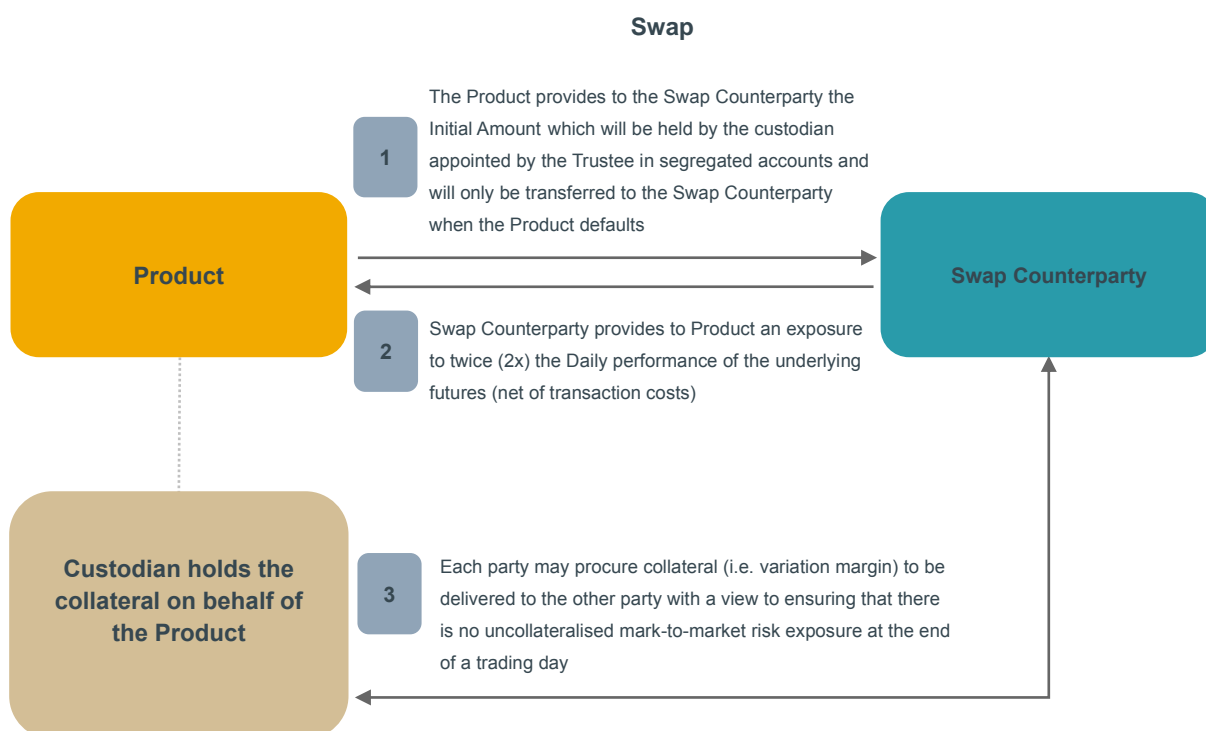 Swap
The Product provides to the Swap Counterparty the
Initial Amount which will be held by the custodian
appointed by the Trustee in segregated accounts and
will only be transferred to the Swap Counterparty
when the Product defaults
1
Product
Swap Counterparty
2
Swap Counterparty provides to Product an exposure
to twice (2x) the Daily performance of the underlying
futures (net of transaction costs)
Custodian holds the
collateral on behalf of
the Product
3
Each party may procure collateral (i.e. variation margin) to be
delivered to the other party with a view to ensuring that there
is no uncollateralised mark-to-market risk exposure at the end
of a trading day